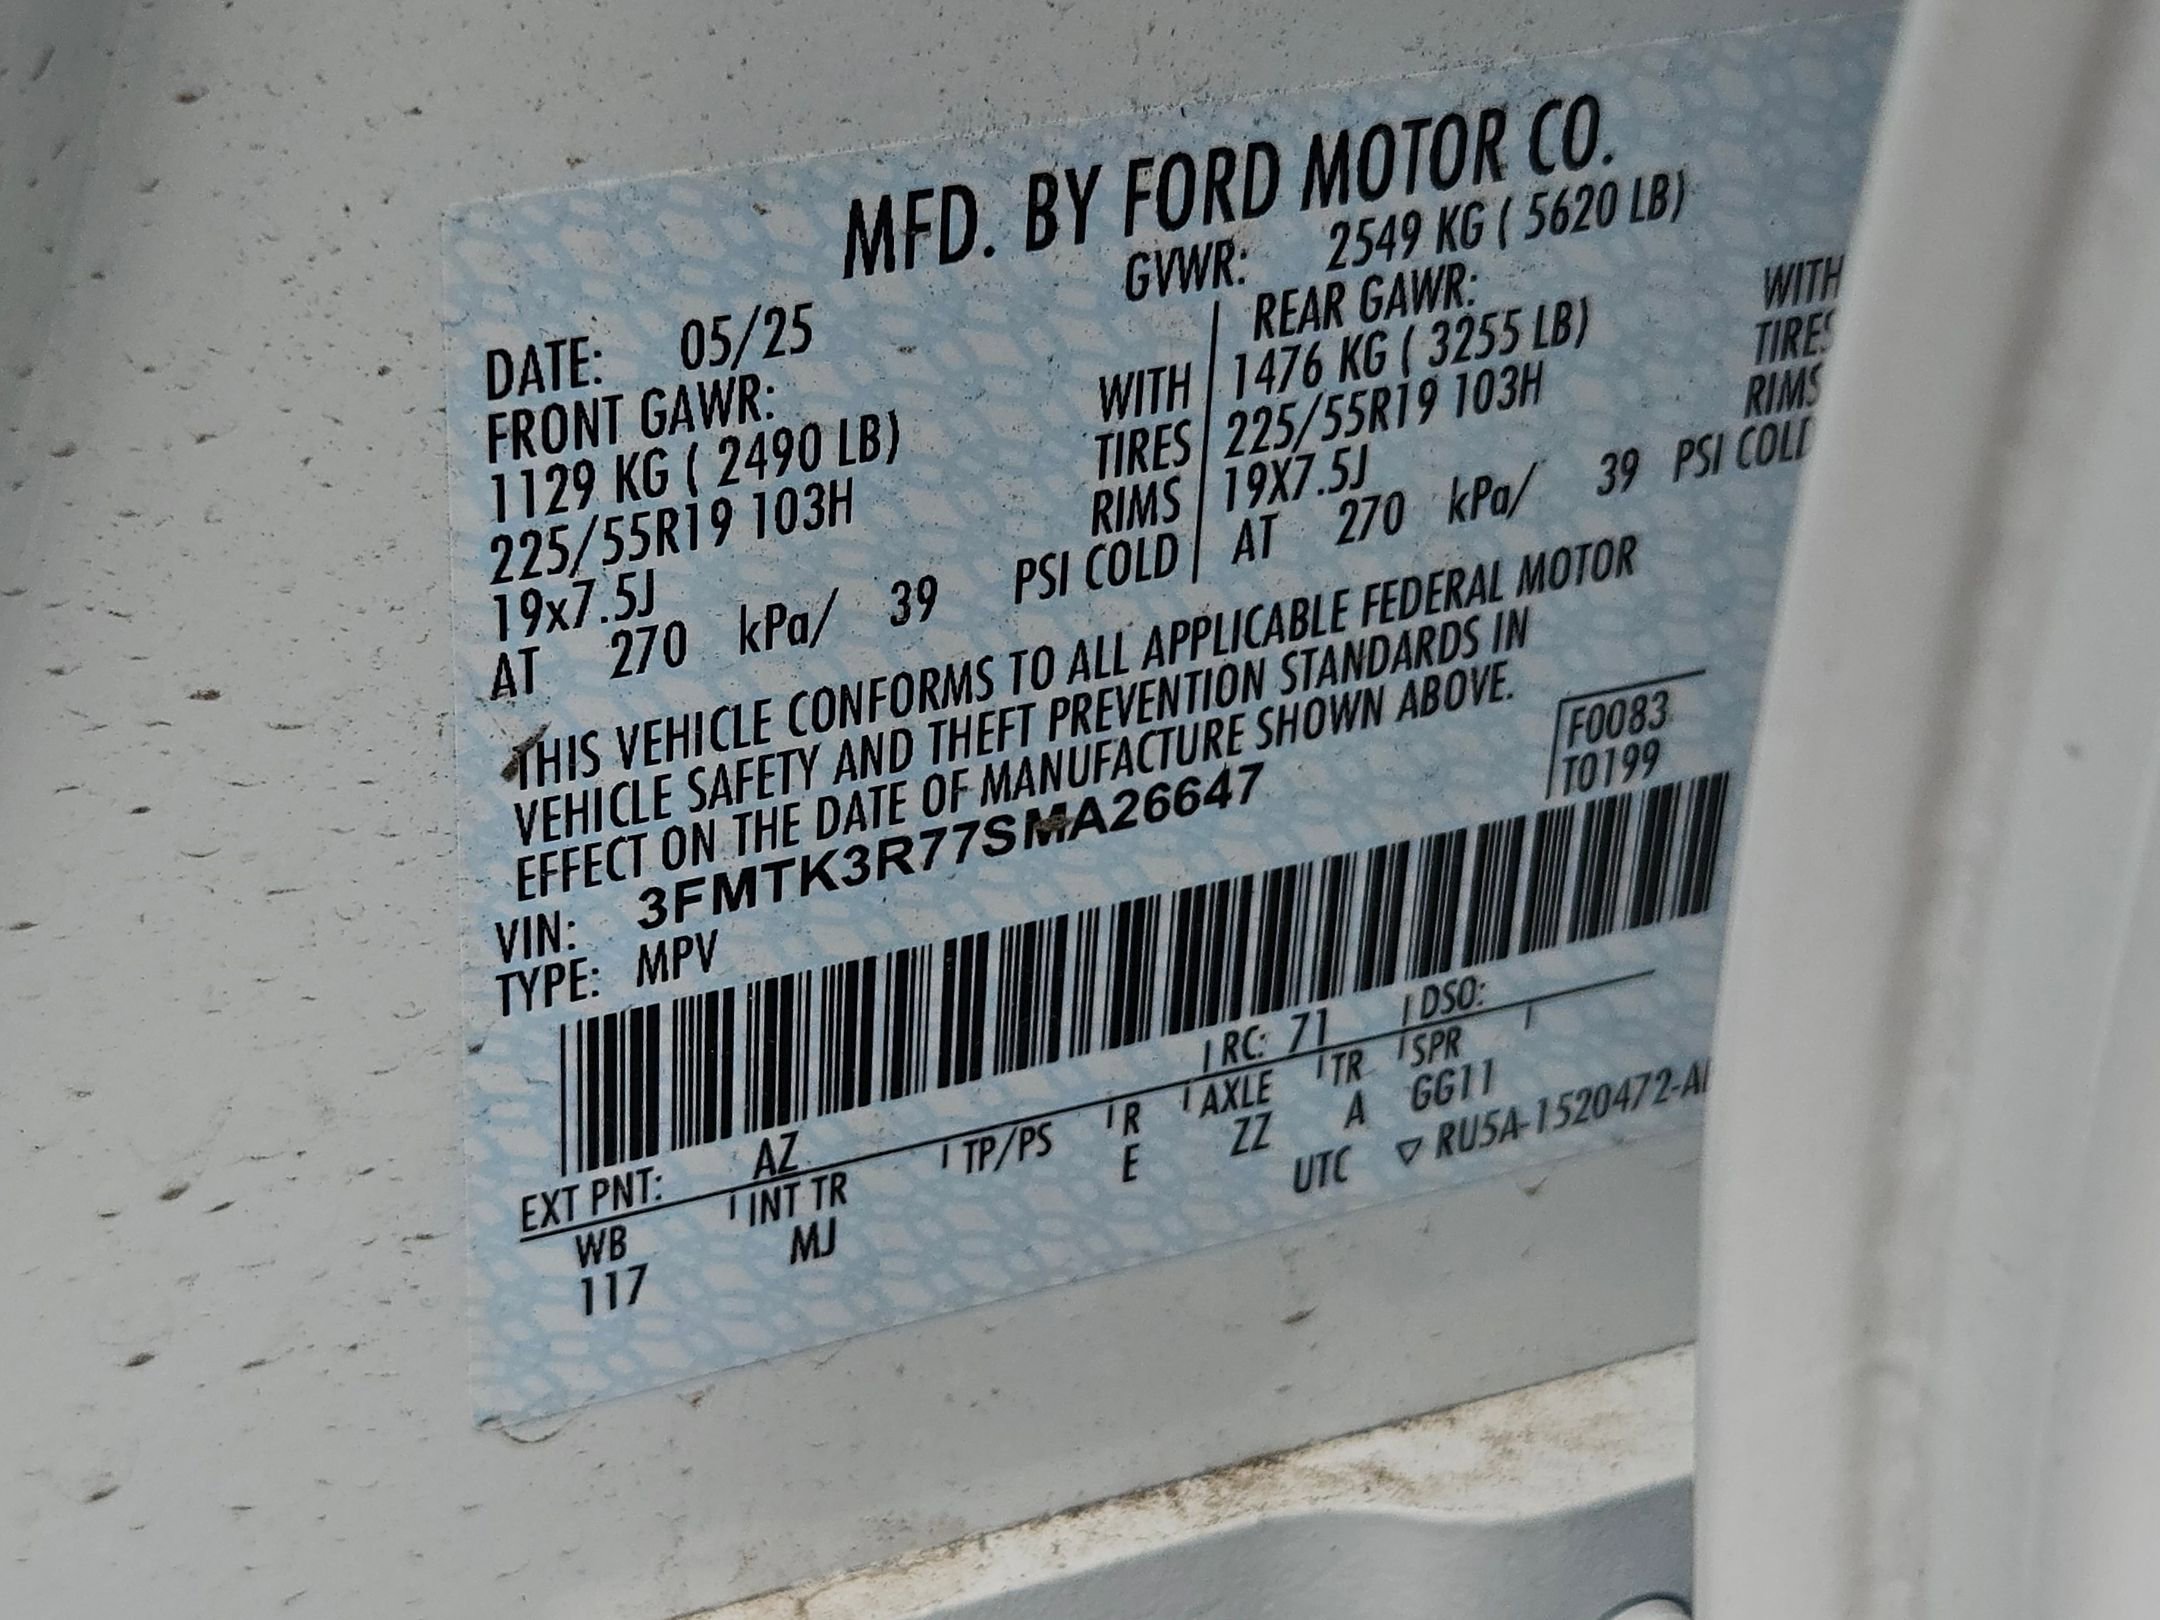 MFD. BY FORD MOTOR CO.
DATE: 05/25 GVWR: 2549 KG ( 5620 LB)
FRONT GAWR: REAR GAWR:
1129 KG ( 2490 LB) WITH 1476 KG ( 3255 LB) WITH
225/55R19 103H TIRES 225/55R19 103H TIRES
19x7.5J RIMS 19X7.5J RIMS
AT 270 kPa/ 39 PSI COLD AT 270 kPa/ 39 PSI COLD
THIS VEHICLE CONFORMS TO ALL APPLICABLE FEDERAL MOTOR
VEHICLE SAFETY AND THEFT PREVENTION STANDARDS IN
EFFECT ON THE DATE OF MANUFACTURE SHOWN ABOVE.
F0083
T0199
VIN: 3FMTK3R77SMA26647
TYPE: MPV
EXT PNT: AZ RC: 71 DSO:
WB INT TR TP/PS R AXLE TR SPR
117 MJ E ZZ A GG11
UTC ▽ RU5A-1520472-A